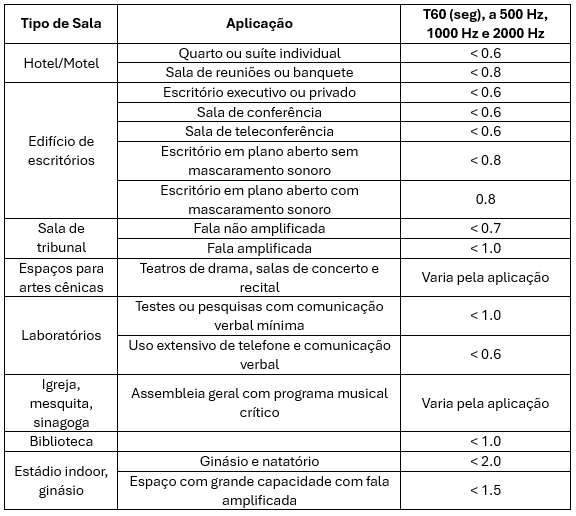 Tipo de Sala
Aplicação
T60 (seg), a 500 Hz,
1000 Hz e 2000 Hz
Hotel/Motel
Quarto ou suíte individual
< 0.6
Sala de reuniões ou banquete
< 0.8
Edifício de
escritórios
Escritório executivo ou privado
< 0.6
Sala de conferência
< 0.6
Sala de teleconferência
< 0.6
Escritório em plano aberto sem
mascaramento sonoro
< 0.8
Escritório em plano aberto com
mascaramento sonoro
0.8
Sala de
tribunal
Fala não amplificada
< 0.7
Fala amplificada
< 1.0
Espaços para
artes cênicas
Teatros de drama, salas de concerto e
recital
Varia pela aplicação
Laboratórios
Testes ou pesquisas com comunicação
verbal mínima
< 1.0
Uso extensivo de telefone e comunicação
verbal
< 0.6
Igreja,
mesquita,
sinagoga
Assembleia geral com programa musical
crítico
Varia pela aplicação
Biblioteca
< 1.0
Estádio indoor,
ginásio
Ginásio e natatório
< 2.0
Espaço com grande capacidade com fala
amplificada
< 1.5